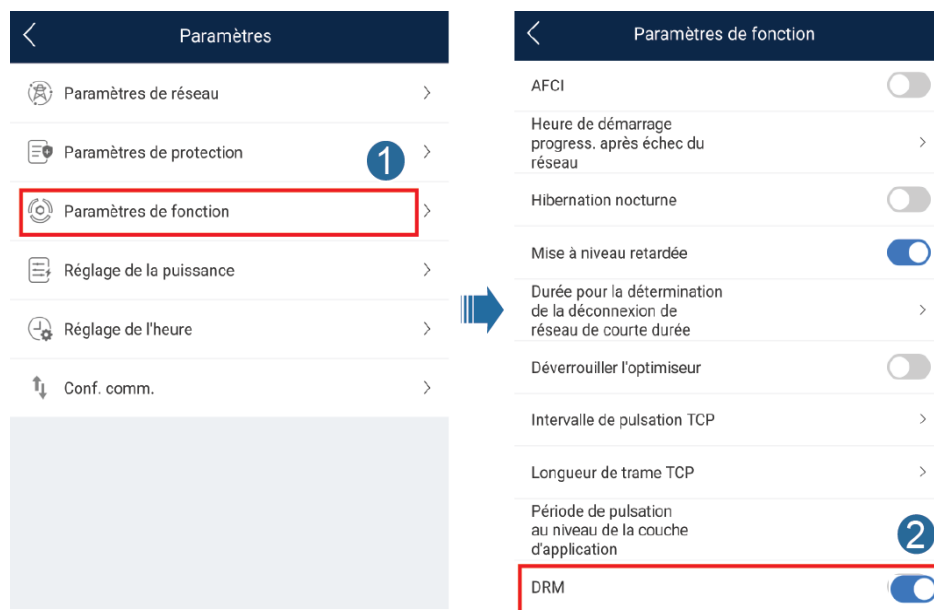 Paramètres
Paramètres de réseau
Paramètres de protection
1
Paramètres de fonction
Réglage de la puissance
Réglage de l'heure
Conf. comm.
Paramètres de fonction
AFCI
Heure de démarrage
progress. après échec du
réseau
Hibernation nocturne
Mise à niveau retardée
Durée pour la détermination
de la déconnexion de
réseau de courte durée
Déverrouiller l'optimiseur
Intervalle de pulsation TCP
Longueur de trame TCP
Période de pulsation
au niveau de la couche
d'application
2
DRM